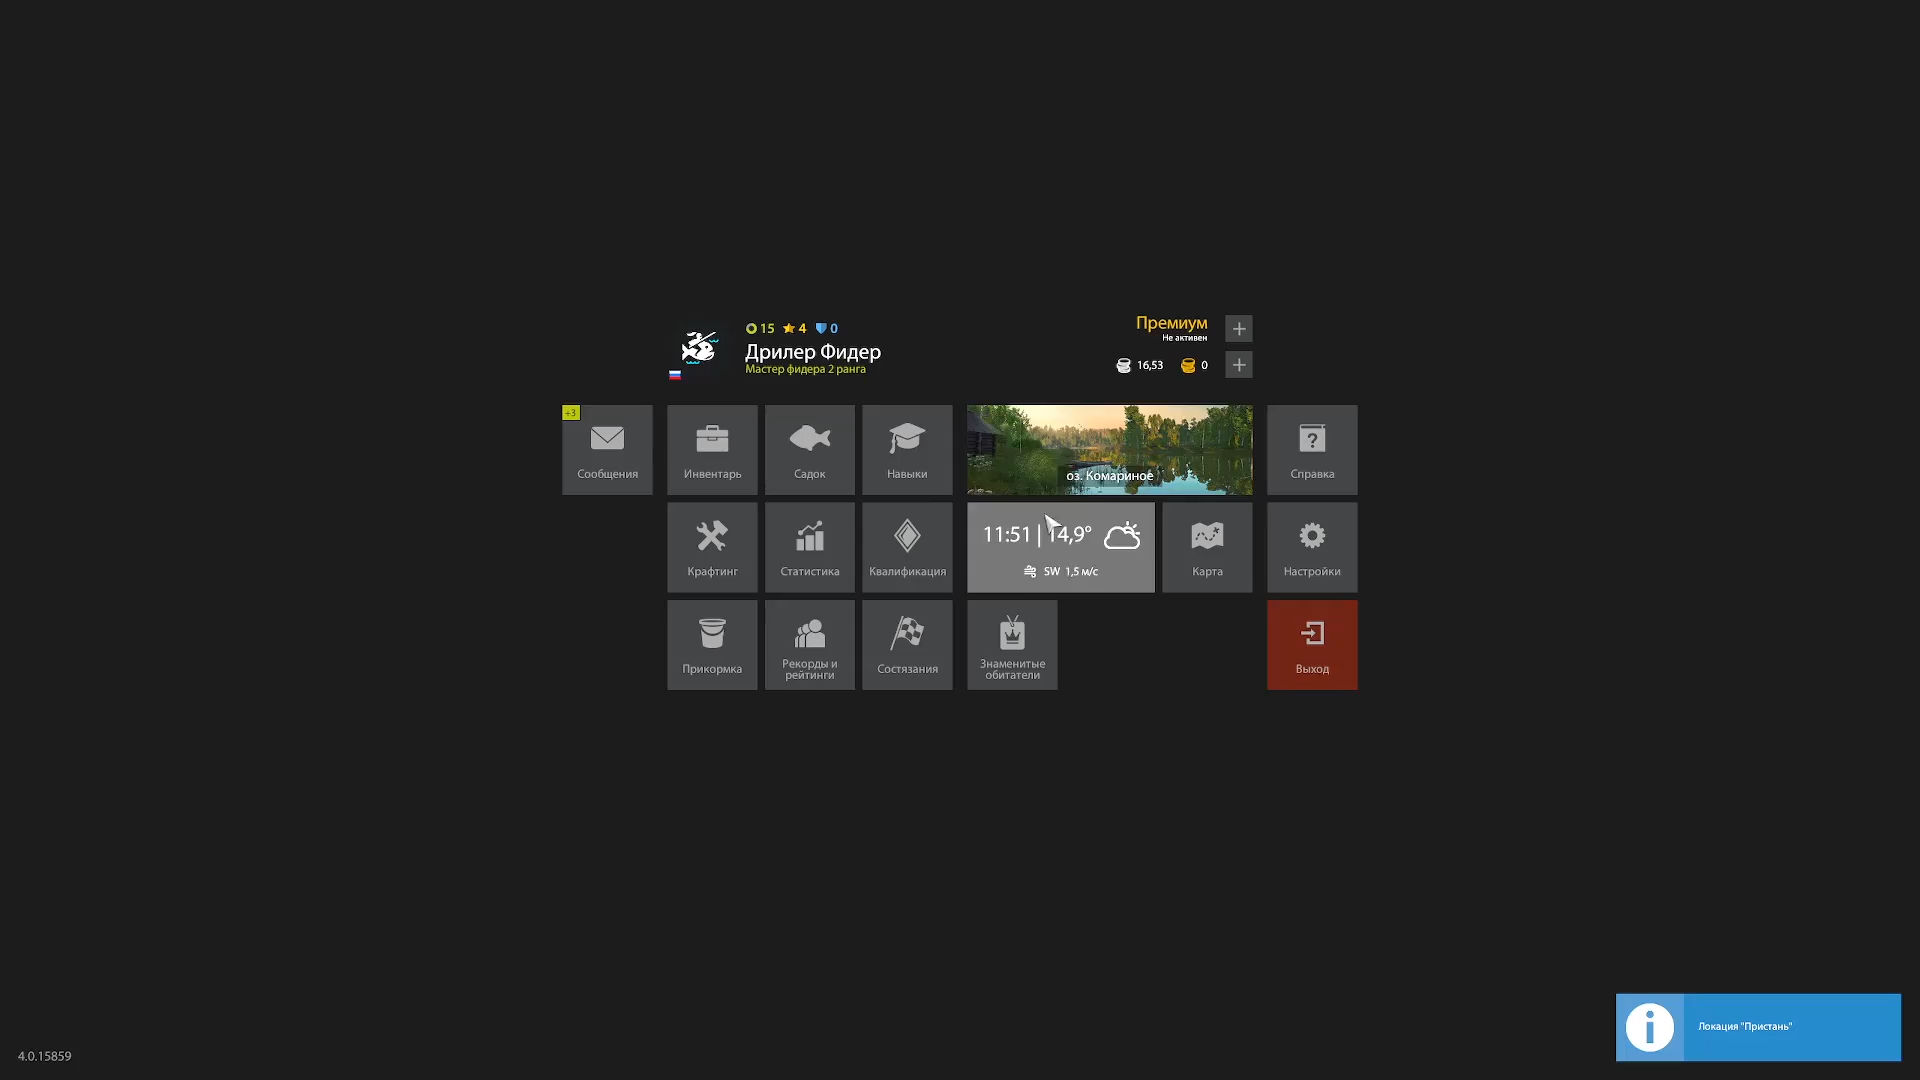 15 4 0
Дрилер Фидер
Мастер фидера 2 ранга
Премиум
Не активен
16,53 0
+3
Сообщения
Инвентарь
Садок
Навыки
оз. Комариное
Справка
Крафтинг
Статистика
Квалификация
11:51 | 14,9°
SW 1,5 м/с
Карта
Настройки
Прикормка
Рекорды и
рейтинги
Состязания
Знаменитые
обитатели
Выход
Локация "Пристань"
4.0.15859